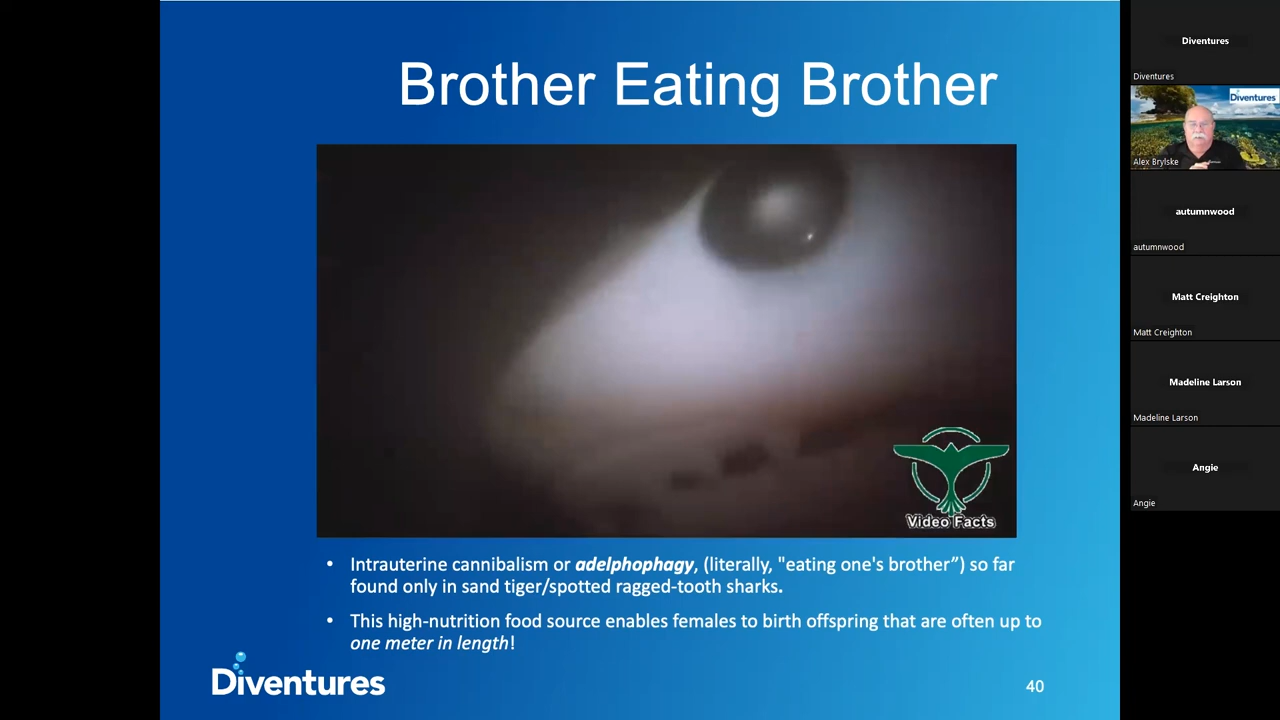 Brother Eating Brother
Video Facts
• Intrauterine cannibalism or adelphophagy, (literally, "eating one's brother”) so far
found only in sand tiger/spotted ragged-tooth sharks.
• This high-nutrition food source enables females to birth offspring that are often up to
one meter in length!
Diventures
40
Diventures
Diventures
Diventures
Alex Brylske
autumnwood
autumnwood
Matt Creighton
Matt Creighton
Madeline Larson
Madeline Larson
Angie
Angie